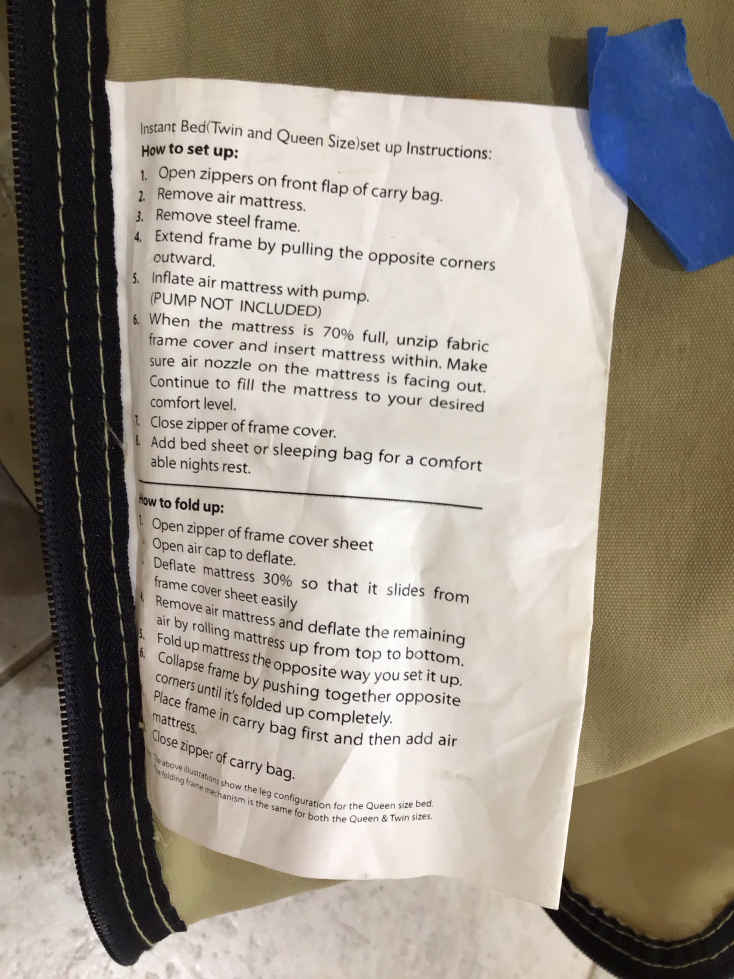 Instant Bed(Twin and Queen Size)set up Instructions:
How to set up:
1. Open zippers on front flap of carry bag.
2. Remove air mattress.
3. Remove steel frame.
4. Extend frame by pulling the opposite corners
outward.
5. Inflate air mattress with pump.
(PUMP NOT INCLUDED)
6. When the mattress is 70% full, unzip fabric
frame cover and insert mattress within. Make
sure air nozzle on the mattress is facing out.
Continue to fill the mattress to your desired
comfort level.
7. Close zipper of frame cover.
8. Add bed sheet or sleeping bag for a comfort
able nights rest.
How to fold up:
1. Open zipper of frame cover sheet
Open air cap to deflate.
Deflate mattress 30% so that it slides from
frame cover sheet easily
4. Remove air mattress and deflate the remaining
air by rolling mattress up from top to bottom.
5. Fold up mattress the opposite way you set it up.
6. Collapse frame by pushing together opposite
corners until it's folded up completely.
Place frame in carry bag first and then add air
mattress.
Close zipper of carry bag.
The above illustrations show the leg configuration for the Queen size bed.
The folding frame mechanism is the same for both the Queen & Twin sizes.